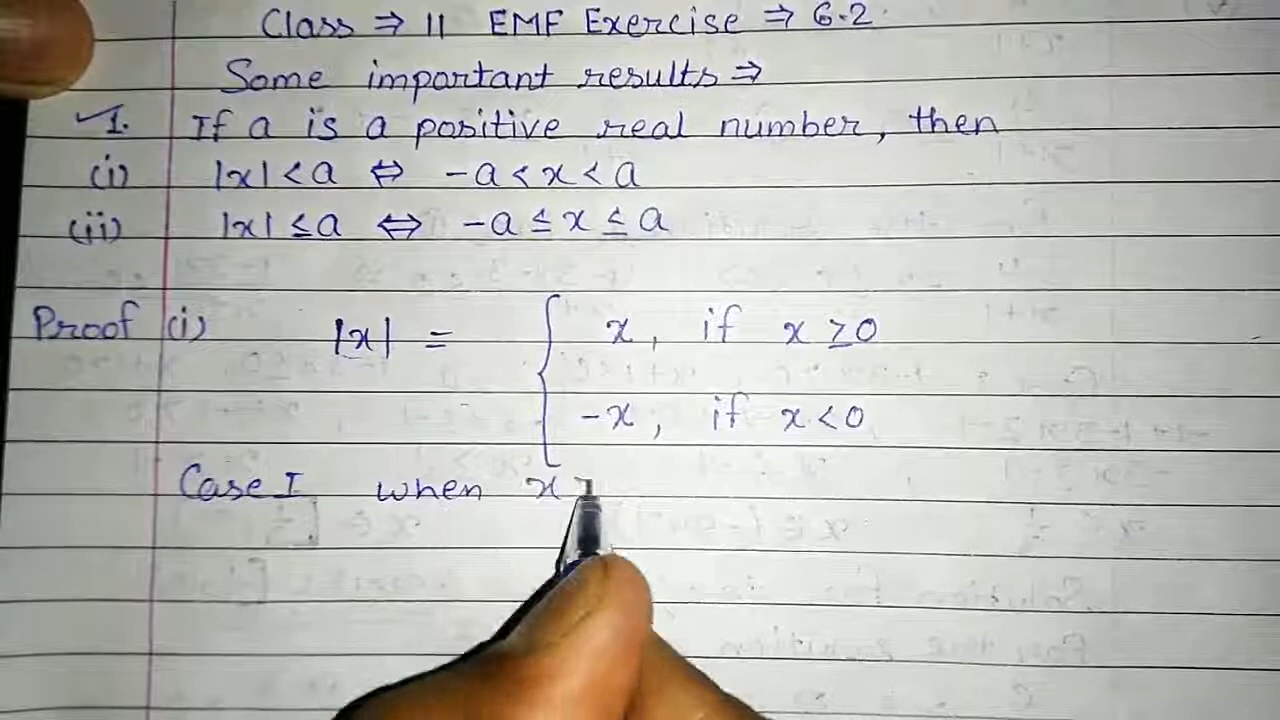 Class ⇒ 11 EMF Exercise ⇒ 6.2
Some important results ⇒
1. If a is a positive real number, then
(i) |x| < a ⇔ -a < x < a
(ii) |x| ≤ a ⇔ -a ≤ x ≤ a
Proof (i) |x| = { x, if x ≥ 0
-x, if x < 0
Case I when x